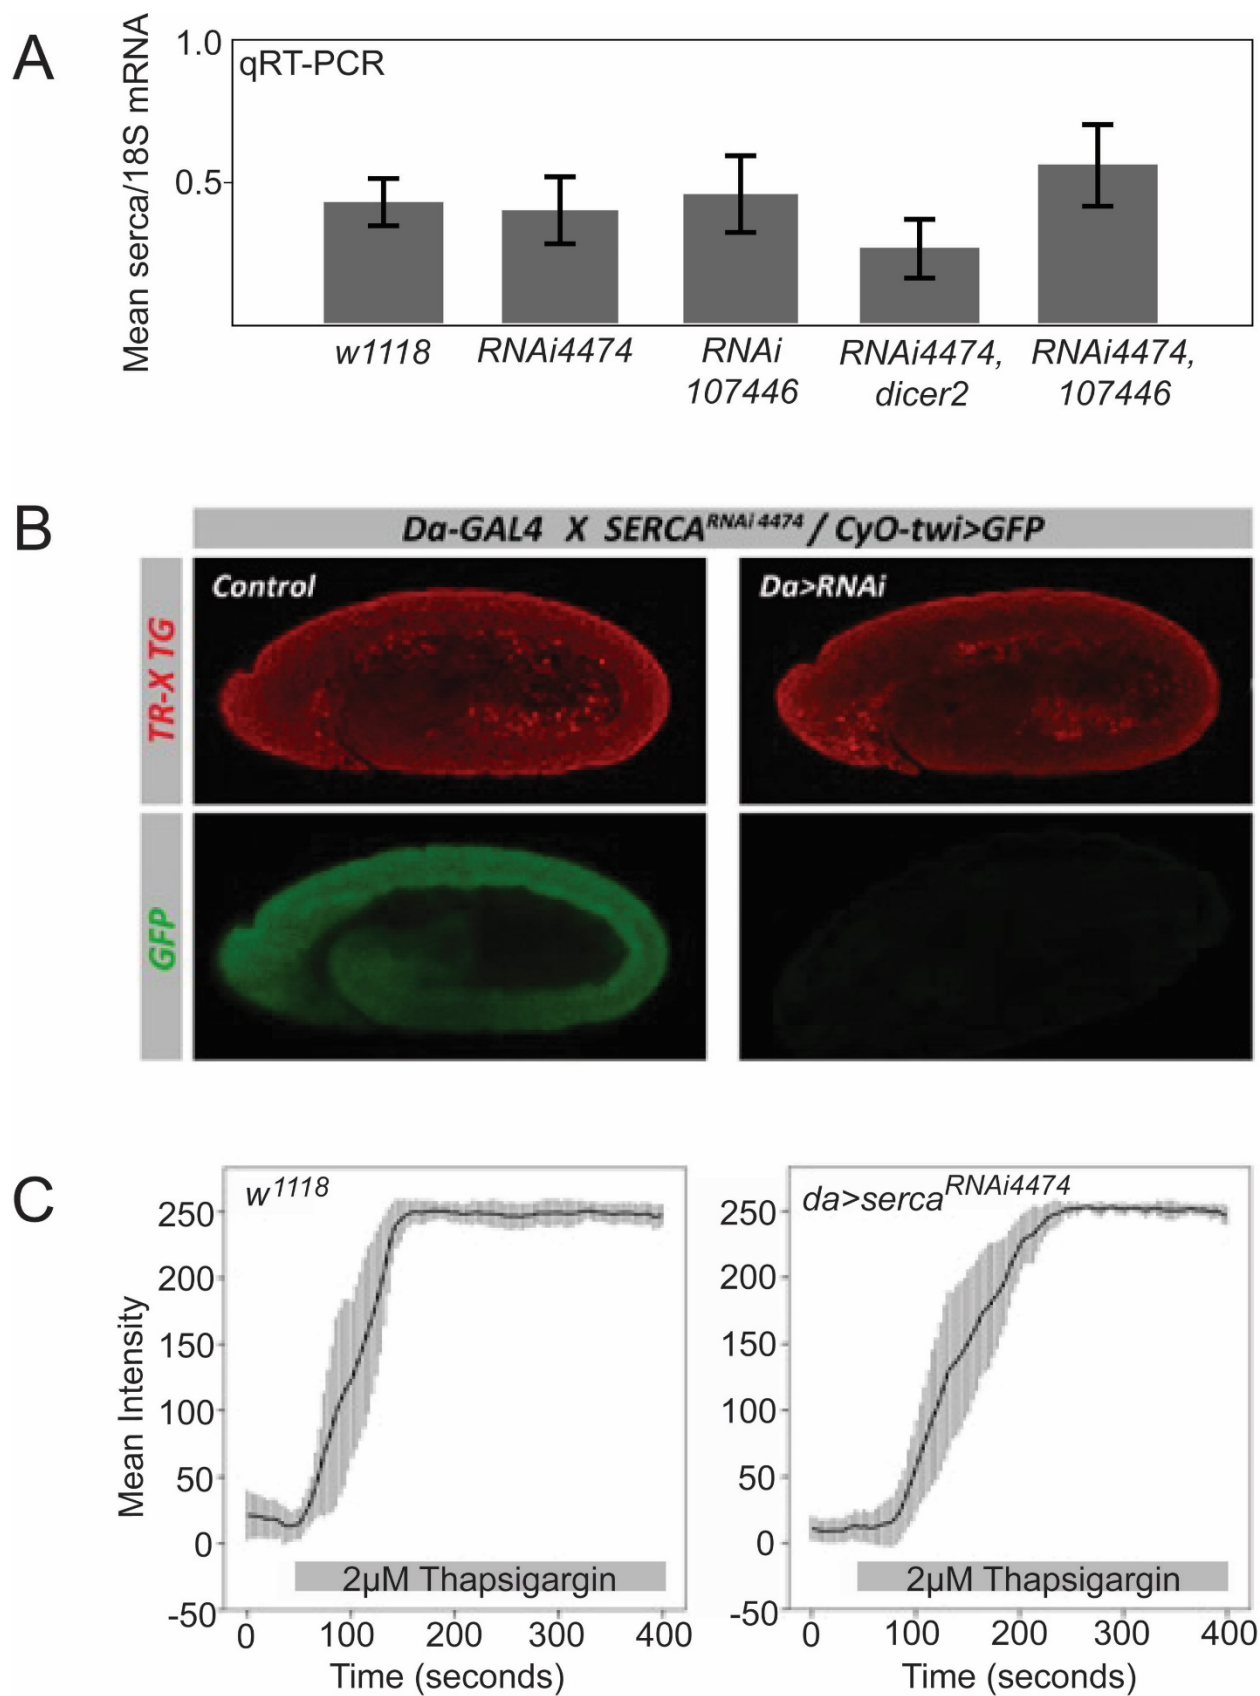 A
qRT-PCR
Mean serca/18S mRNA
1.0
0.5
w1118
RNAi4474
RNAi
107446
RNAi4474,
dicer2
RNAi4474,
107446
B
Da-GAL4 X SERCA^RNAi 4474 / CyO-twi>GFP
TR-X TG
Control
Da>RNAi
GFP
C
w^1118
Mean Intensity
250
200
150
100
50
0
-50
2µM Thapsigargin
0 100 200 300 400
Time (seconds)
da>serca^RNAi4474
250
200
150
100
50
0
-50
2µM Thapsigargin
0 100 200 300 400
Time (seconds)